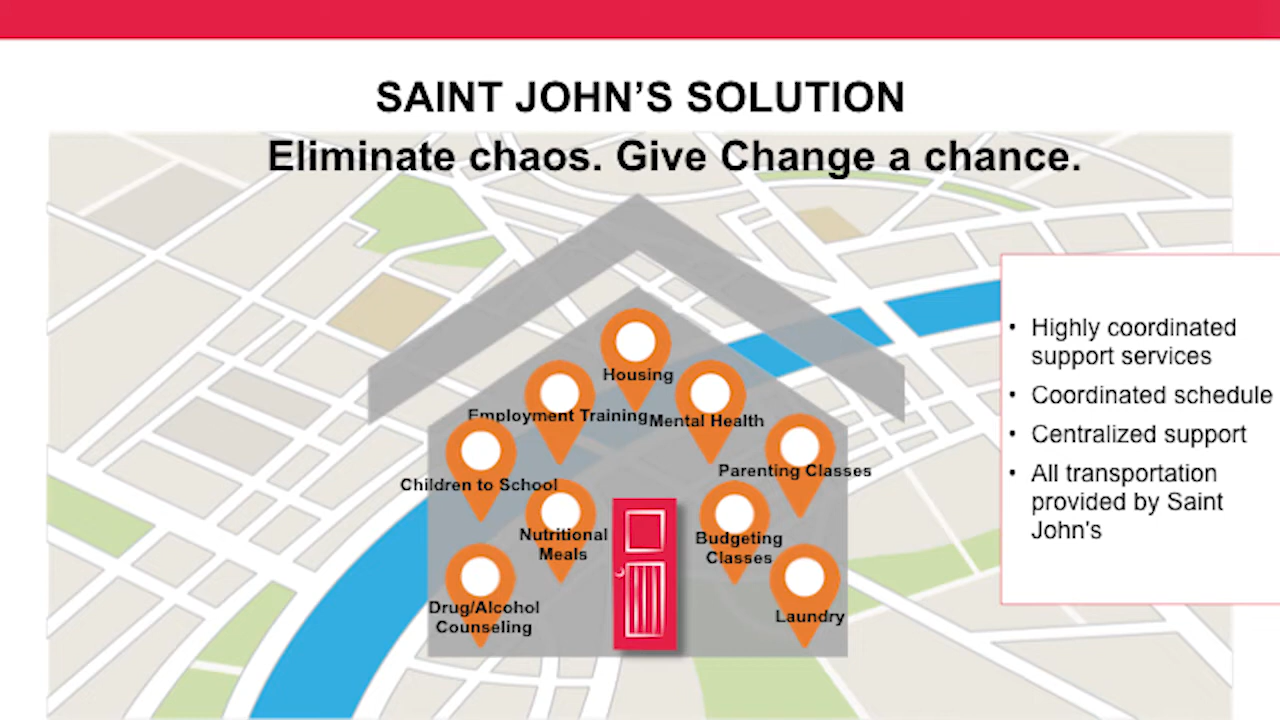 SAINT JOHN’S SOLUTION
Eliminate chaos. Give Change a chance.
Housing
Employment Training
Mental Health
Parenting Classes
Children to School
Nutritional
Meals
Budgeting
Classes
Drug/Alcohol
Counseling
Laundry
• Highly coordinated
support services
• Coordinated schedule
• Centralized support
• All transportation
provided by Saint
John's